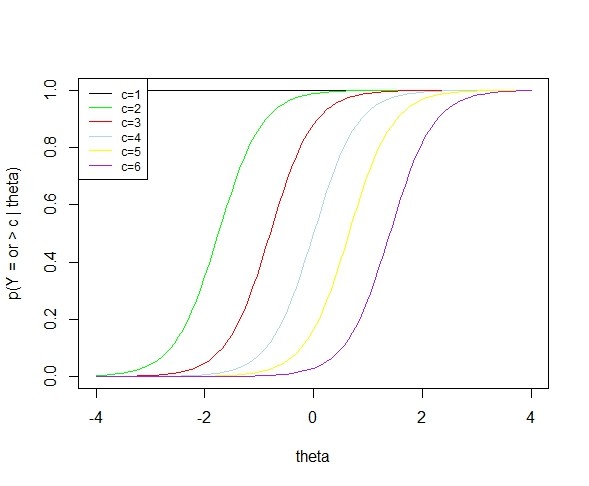 c=1
c=2
c=3
c=4
c=5
c=6
p(Y = or > c | theta)
1.0
0.8
0.6
0.4
0.2
0.0
-4 -2 0 2 4
theta